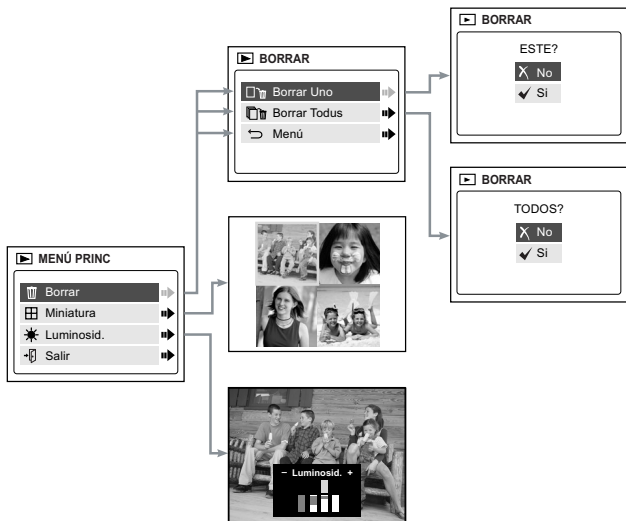 MENÚ PRINC
Borrar
Miniatura
Luminosid.
Salir
BORRAR
Borrar Uno
Borrar Todus
Menú
– Luminosid. +
BORRAR
ESTE?
No
Si
BORRAR
TODOS?
No
Si